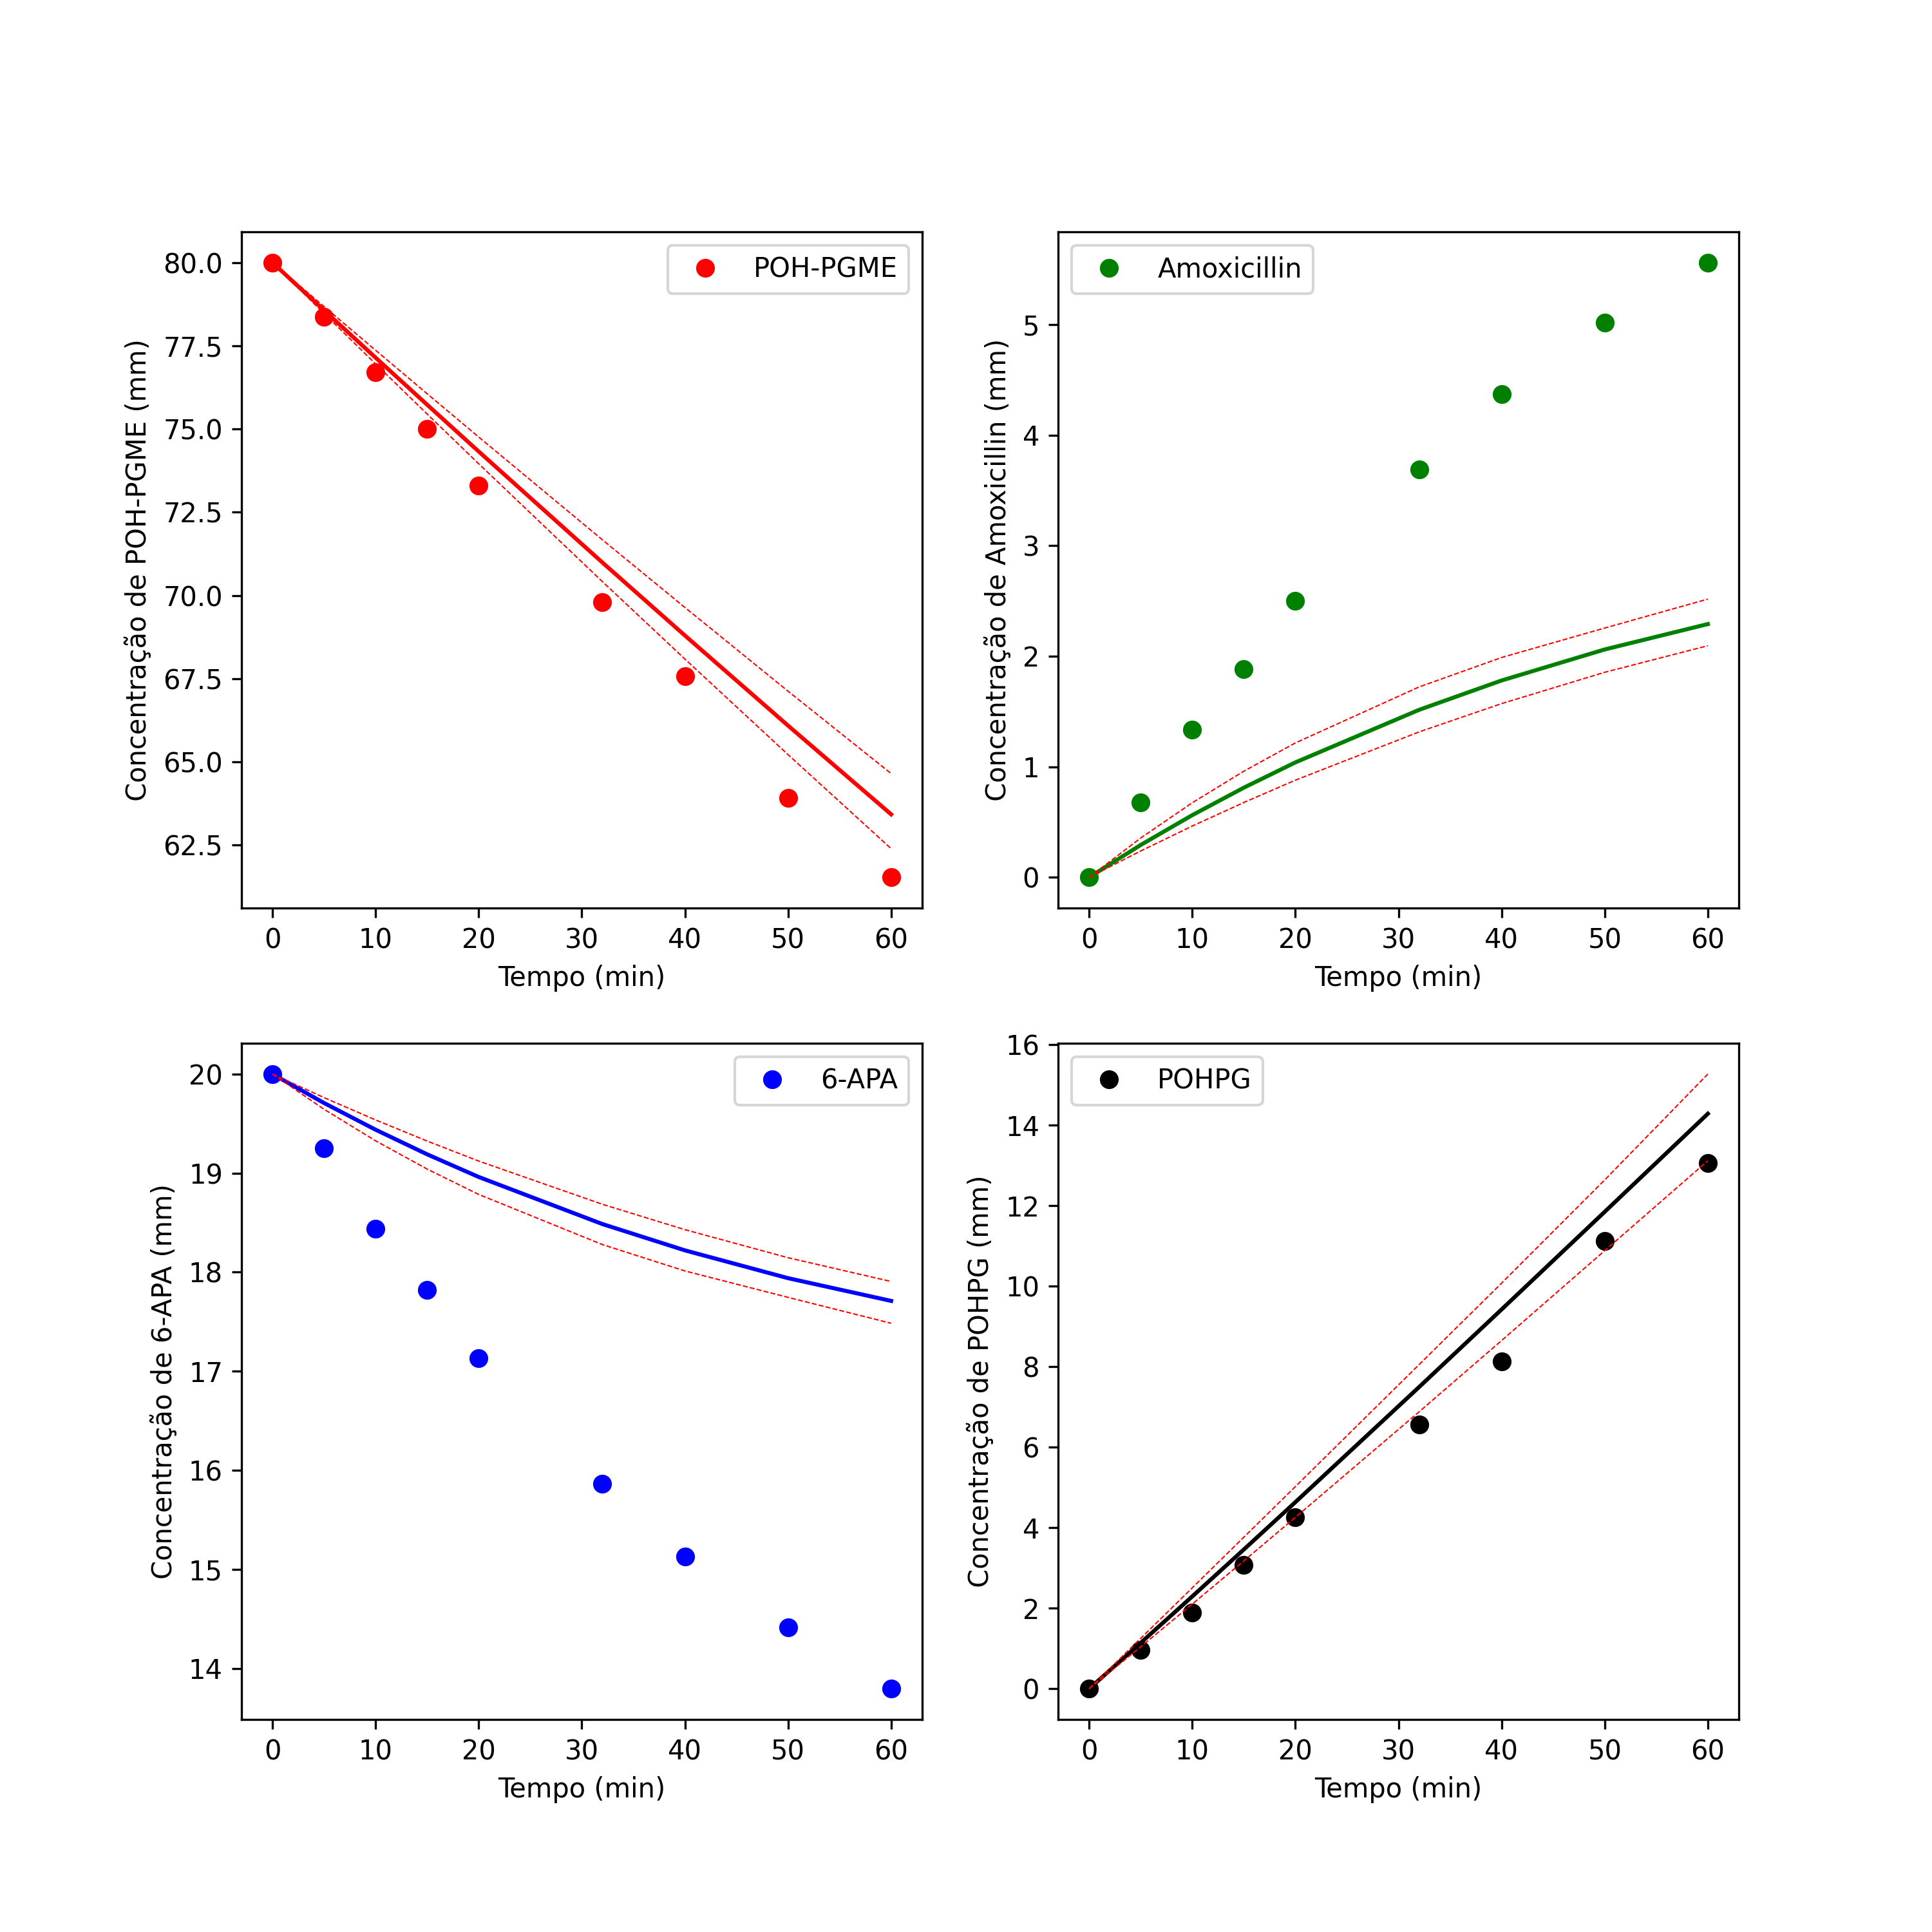 POH-PGME
80.0
77.5
75.0
72.5
70.0
67.5
65.0
62.5
Concentração de POH-PGME (mm)
0 10 20 30 40 50 60
Tempo (min)
Amoxicillin
5
4
3
2
1
0
Concentração de Amoxicillin (mm)
0 10 20 30 40 50 60
Tempo (min)
6-APA
20
19
18
17
16
15
14
Concentração de 6-APA (mm)
0 10 20 30 40 50 60
Tempo (min)
POHPG
16
14
12
10
8
6
4
2
0
Concentração de POHPG (mm)
0 10 20 30 40 50 60
Tempo (min)